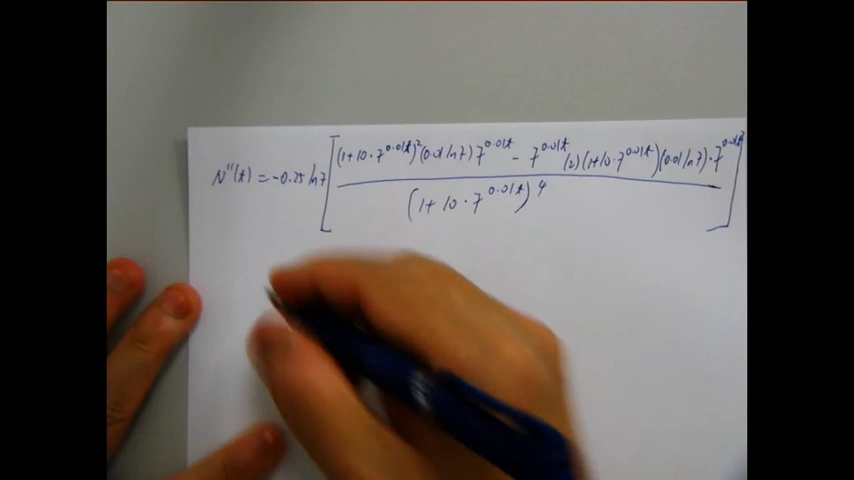 N''(t) = -0.25 ln7 [ (1+10·7^0.01t)^2 (0.01 ln7) 7^0.01t - 7^0.01t (2)(1+10·7^0.01t)(0.01 ln7)·7^0.01t ]
(1+10·7^0.01t)^4